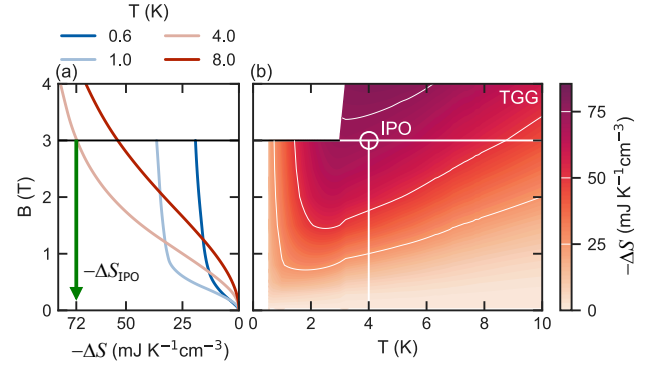 T (K)
0.6
4.0
1.0
8.0
(a)
(b)
4
3
2
1
0
B (T)
−ΔS_IPO
72
50
25
0
−ΔS (mJ K⁻¹cm⁻³)
TGG
IPO
2
4
6
8
10
T (K)
75
50
25
0
−ΔS (mJ K⁻¹cm⁻³)